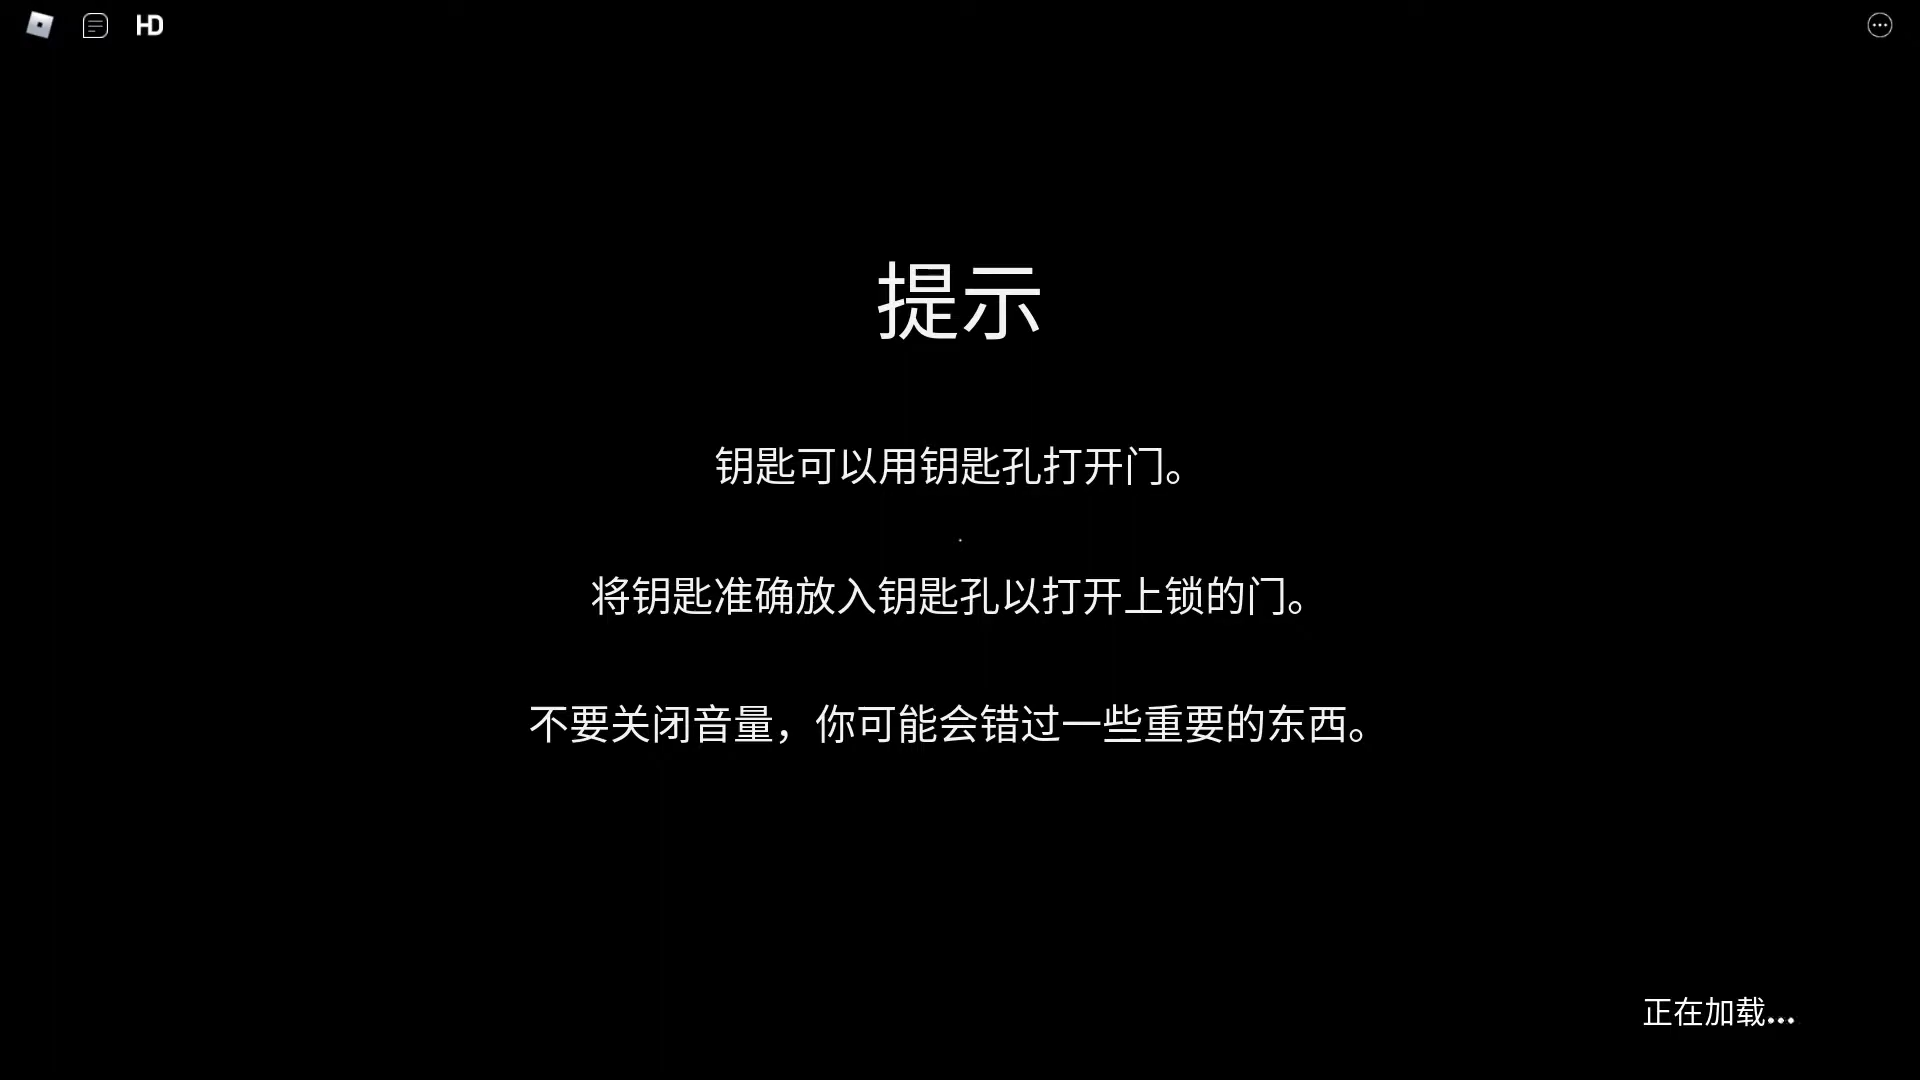 HD
提示
钥匙可以用钥匙孔打开门。
将钥匙准确放入钥匙孔以打开上锁的门。
不要关闭音量，你可能会错过一些重要的东西。
正在加载...